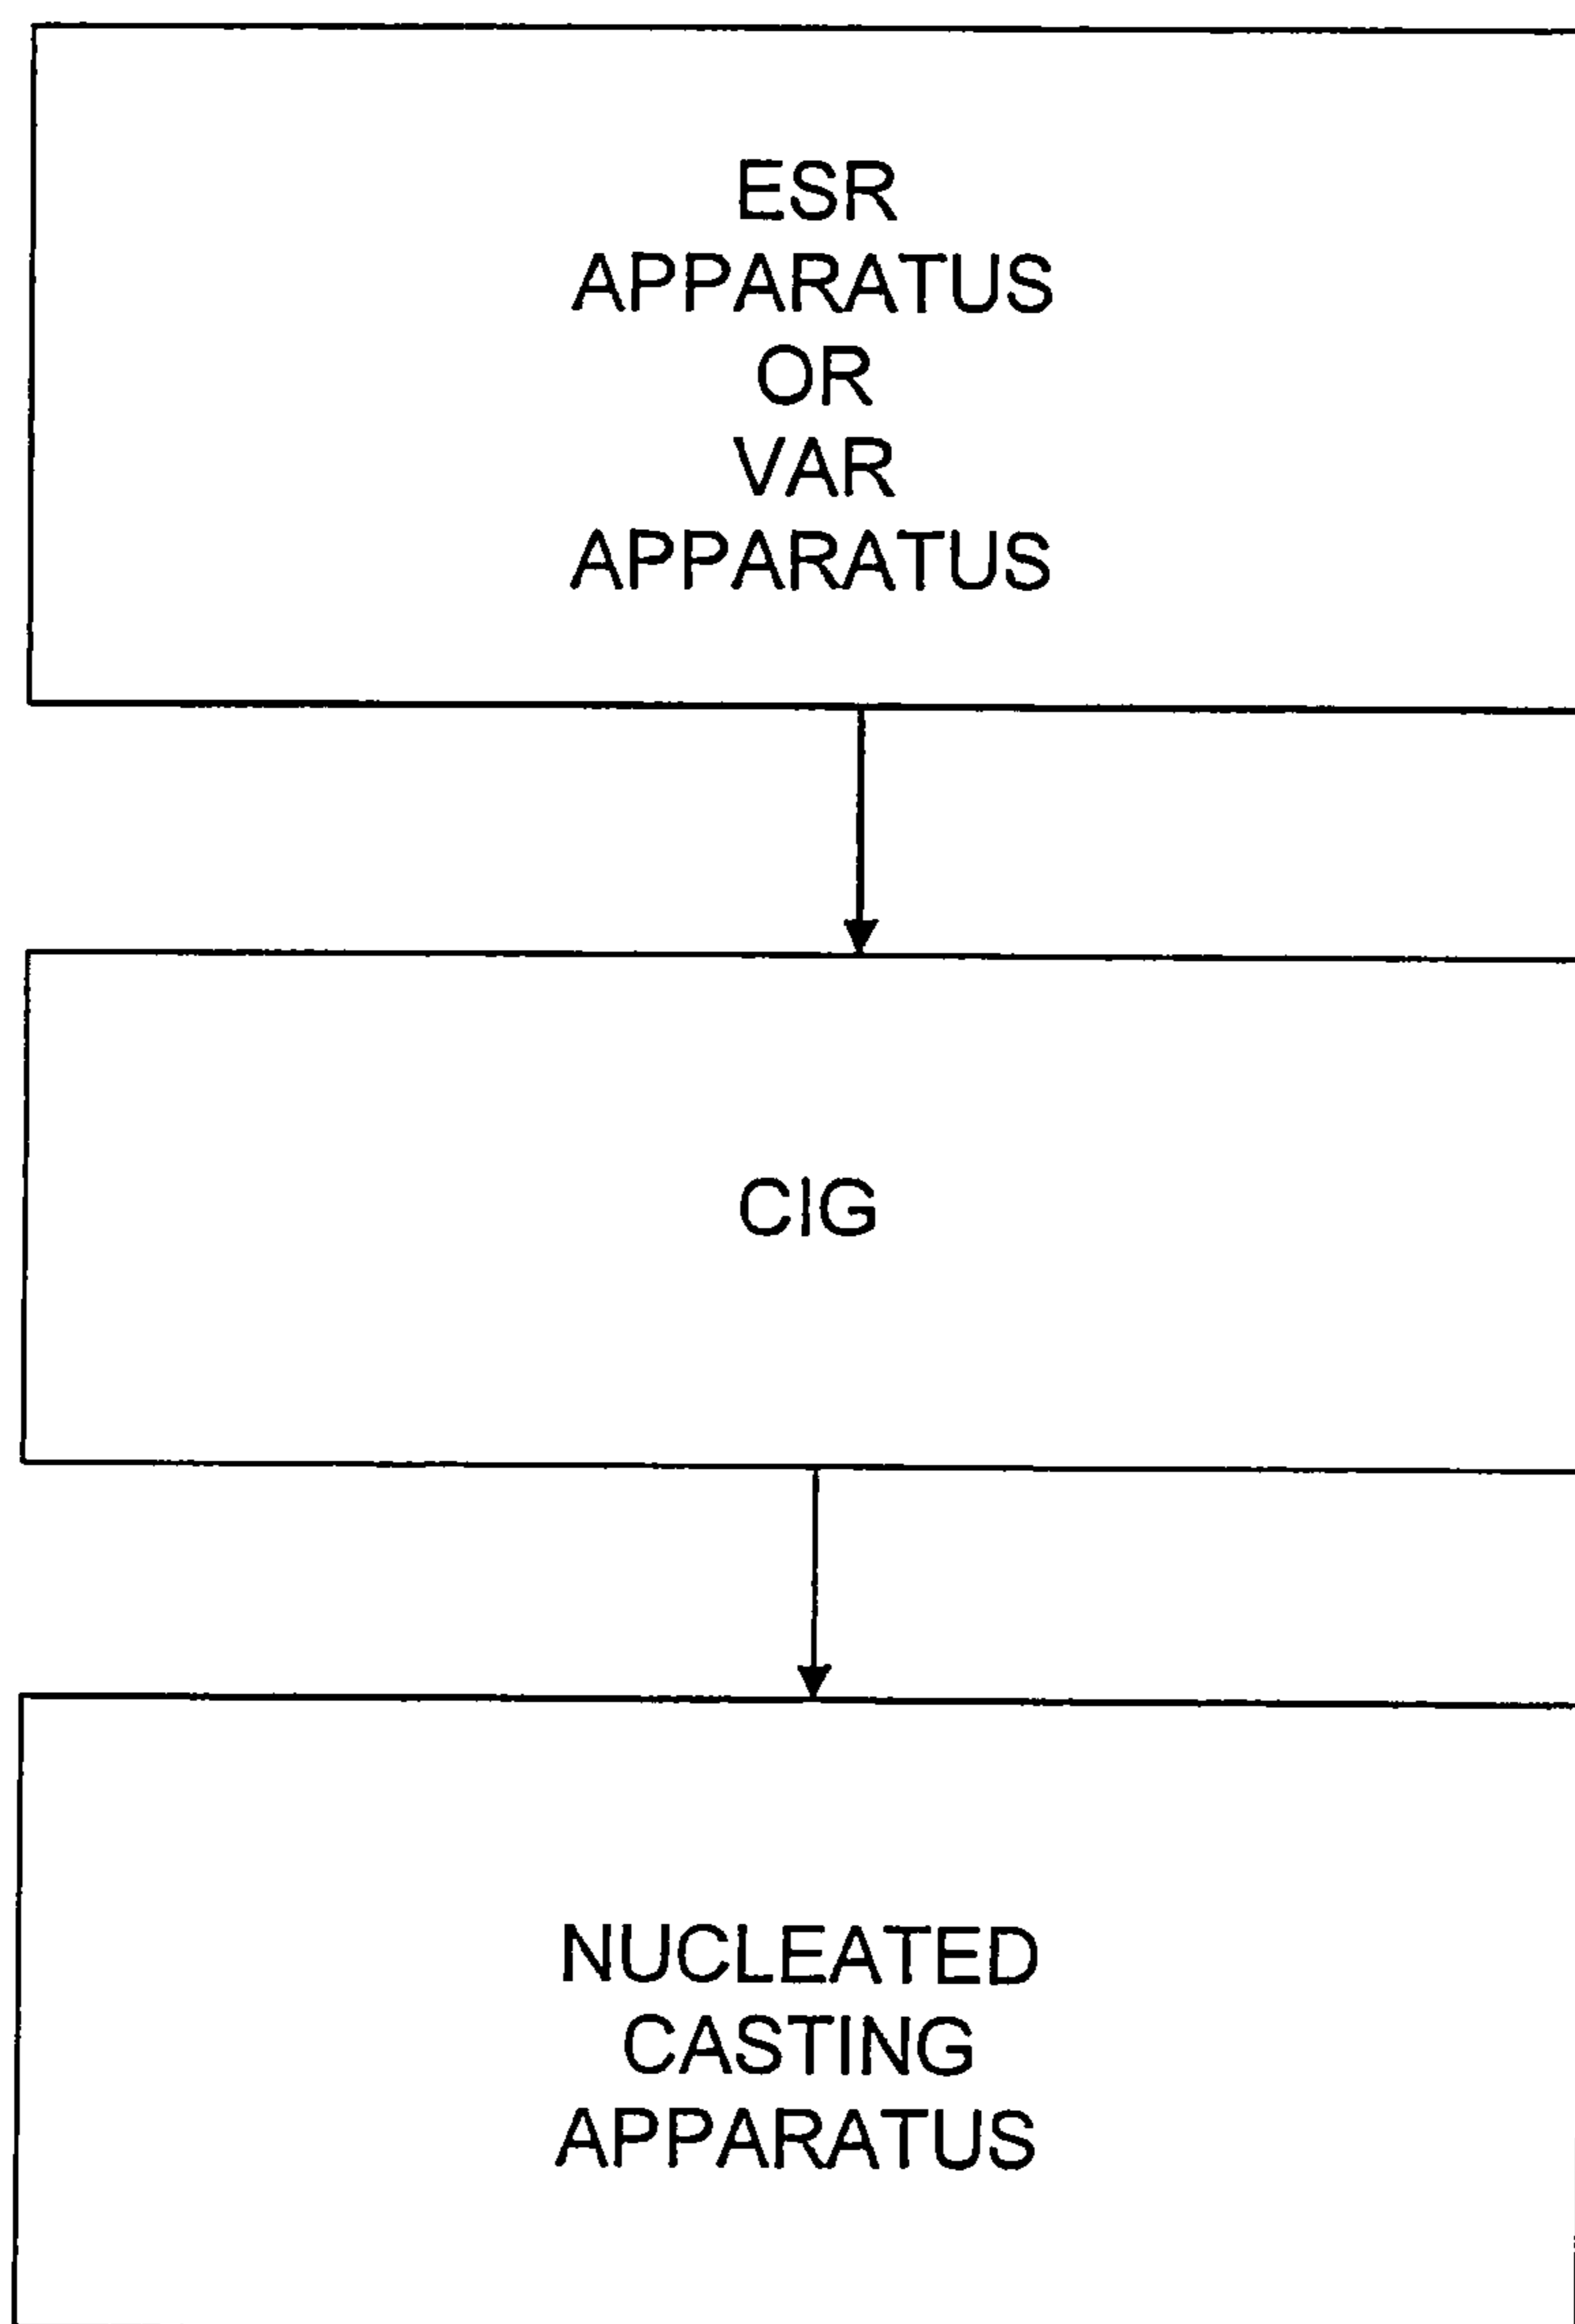 ESR
APPARATUS
OR
VAR
APPARATUS
CIG
NUCLEATED
CASTING
APPARATUS